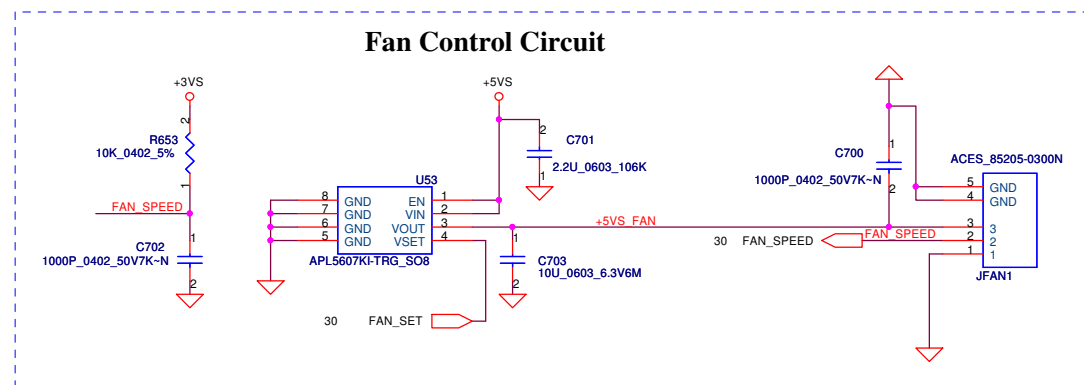 Fan Control Circuit
+3VS
2
R653
10K_0402_5%
1
FAN_SPEED
1
C702
1000P_0402_50V7K~N
2
+5VS
2
C701
2.2U_0603_106K
1
U53
8 GND EN 1
7 GND VIN 2
6 GND VOUT 3
5 GND VSET 4
APL5607KI-TRG_SO8
+5VS_FAN
1
C703
10U_0603_6.3V6M
2
30 FAN_SET
1
C700
1000P_0402_50V7K~N
2
ACES_85205-0300N
5 GND
4 GND
3 3
30 FAN_SPEED FAN_SPEED 2 2
1 1
JFAN1